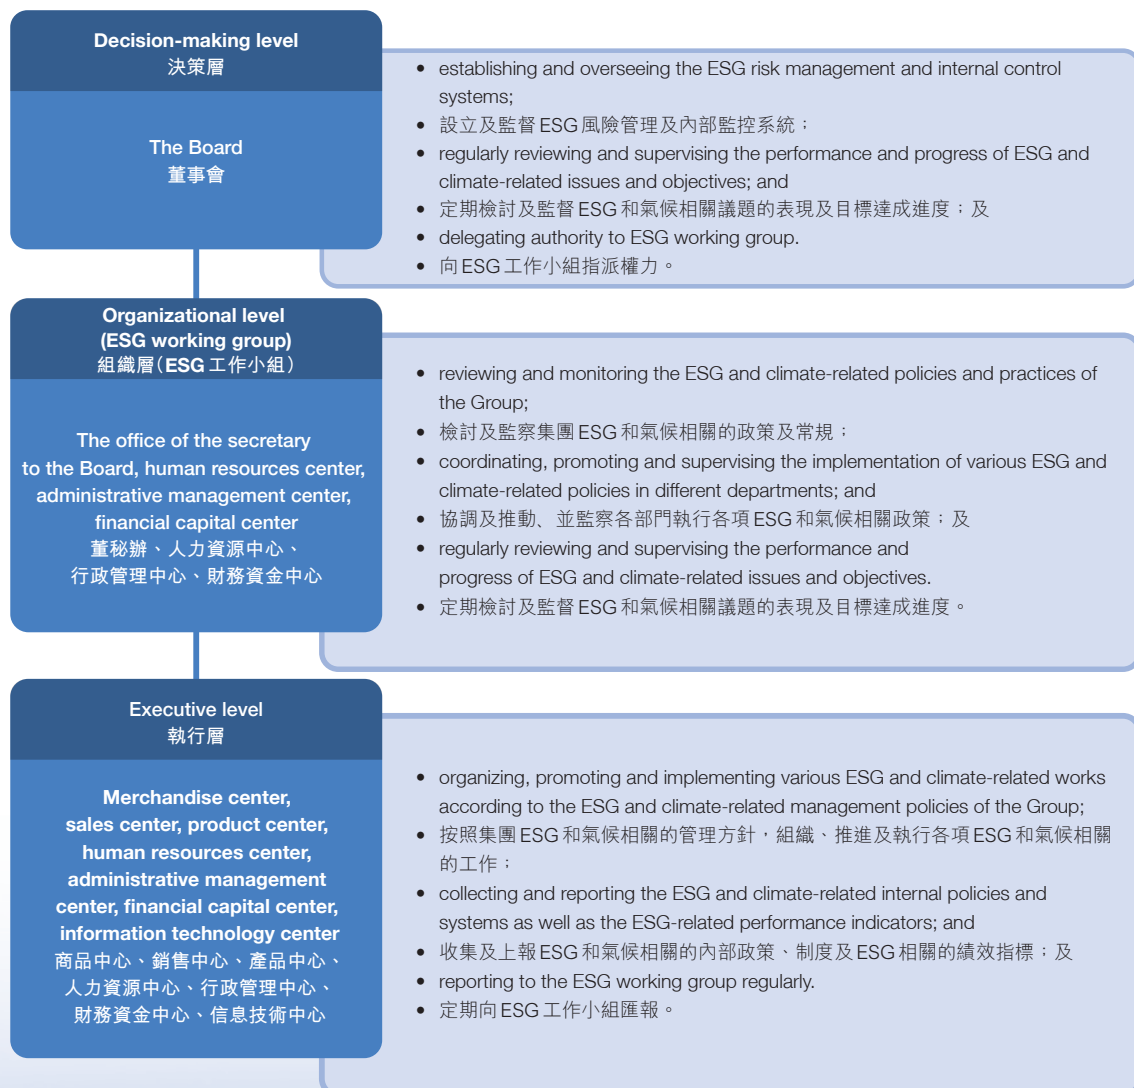 Decision-making level
決策層
The Board
董事會
• establishing and overseeing the ESG risk management and internal control
systems;
• 設立及監督ESG風險管理及內部監控系統；
• regularly reviewing and supervising the performance and progress of ESG and
climate-related issues and objectives; and
• 定期檢討及監督ESG和氣候相關議題的表現及目標達成進度；及
• delegating authority to ESG working group.
• 向ESG工作小組指派權力。
Organizational level
(ESG working group)
組織層（ESG工作小組）
The office of the secretary
to the Board, human resources center,
administrative management center,
financial capital center
董秘辦、人力資源中心、
行政管理中心、財務資金中心
• reviewing and monitoring the ESG and climate-related policies and practices of
the Group;
• 檢討及監察集團ESG和氣候相關的政策及常規；
• coordinating, promoting and supervising the implementation of various ESG and
climate-related policies in different departments; and
• 協調及推動、並監察各部門執行各項ESG和氣候相關政策；及
• regularly reviewing and supervising the performance and
progress of ESG and climate-related issues and objectives.
• 定期檢討及監督ESG和氣候相關議題的表現及目標達成進度。
Executive level
執行層
Merchandise center,
sales center, product center,
human resources center,
administrative management
center, financial capital center,
information technology center
商品中心、銷售中心、產品中心、
人力資源中心、行政管理中心、
財務資金中心、信息技術中心
• organizing, promoting and implementing various ESG and climate-related works
according to the ESG and climate-related management policies of the Group;
• 按照集團ESG和氣候相關的管理方針，組織、推進及執行各項ESG和氣候相關
的工作；
• collecting and reporting the ESG and climate-related internal policies and
systems as well as the ESG-related performance indicators; and
• 收集及上報ESG和氣候相關的內部政策、制度及ESG相關的績效指標；及
• reporting to the ESG working group regularly.
• 定期向ESG工作小組匯報。